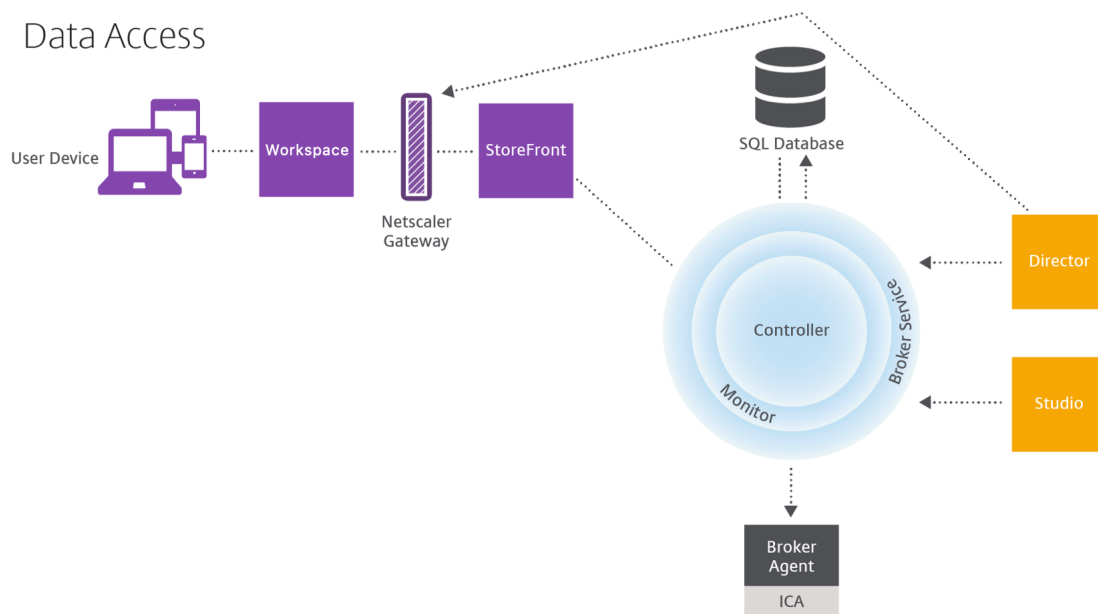 Data Access
User Device
Workspace
Netscaler
Gateway
StoreFront
SQL Database
Controller
Monitor
Broker Service
Director
Studio
Broker
Agent
ICA